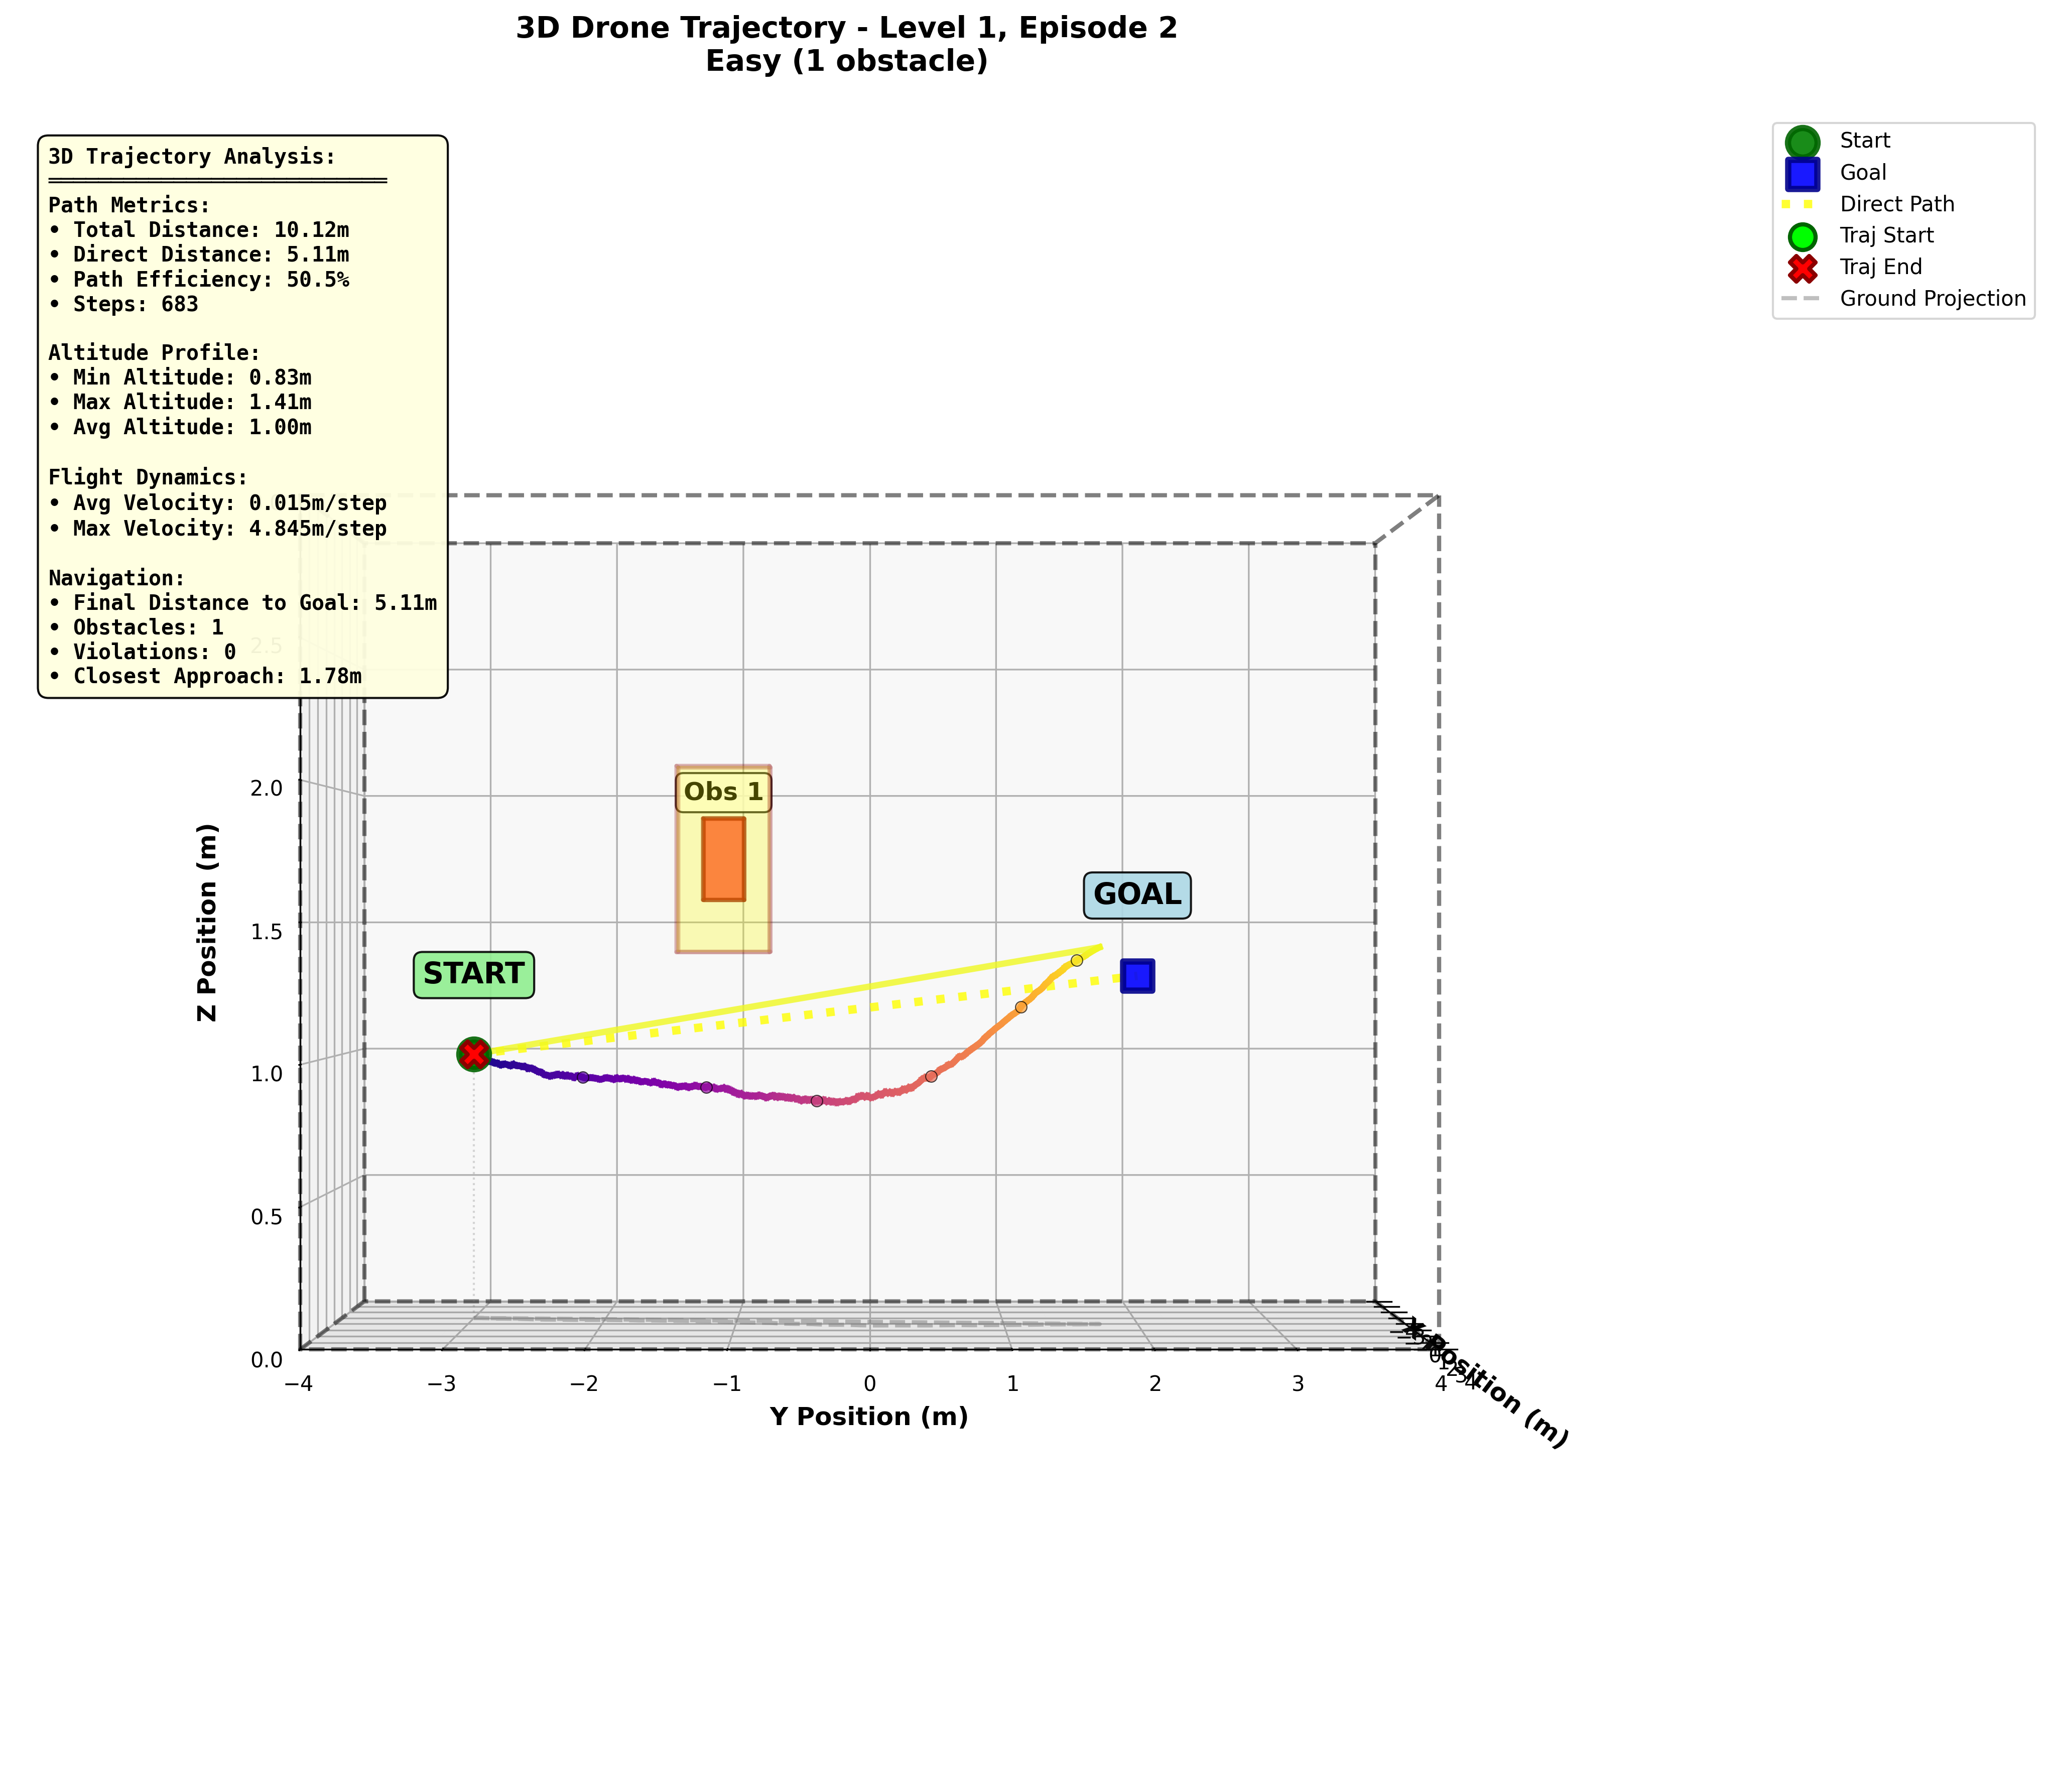 3D Drone Trajectory - Level 1, Episode 2
Easy (1 obstacle)
3D Trajectory Analysis:
Path Metrics:
• Total Distance: 10.12m
• Direct Distance: 5.11m
• Path Efficiency: 50.5%
• Steps: 683
Altitude Profile:
• Min Altitude: 0.83m
• Max Altitude: 1.41m
• Avg Altitude: 1.00m
Flight Dynamics:
• Avg Velocity: 0.015m/step
• Max Velocity: 4.845m/step
Navigation:
• Final Distance to Goal: 5.11m
• Obstacles: 1
• Violations: 0
• Closest Approach: 1.78m
Start
Goal
Direct Path
Traj Start
Traj End
Ground Projection
2.5
2.0
1.5
1.0
0.5
0.0
Z Position (m)
Obs 1
GOAL
START
−4
−3
−2
−1
0
1
2
3
4
Y Position (m)
X Position (m)